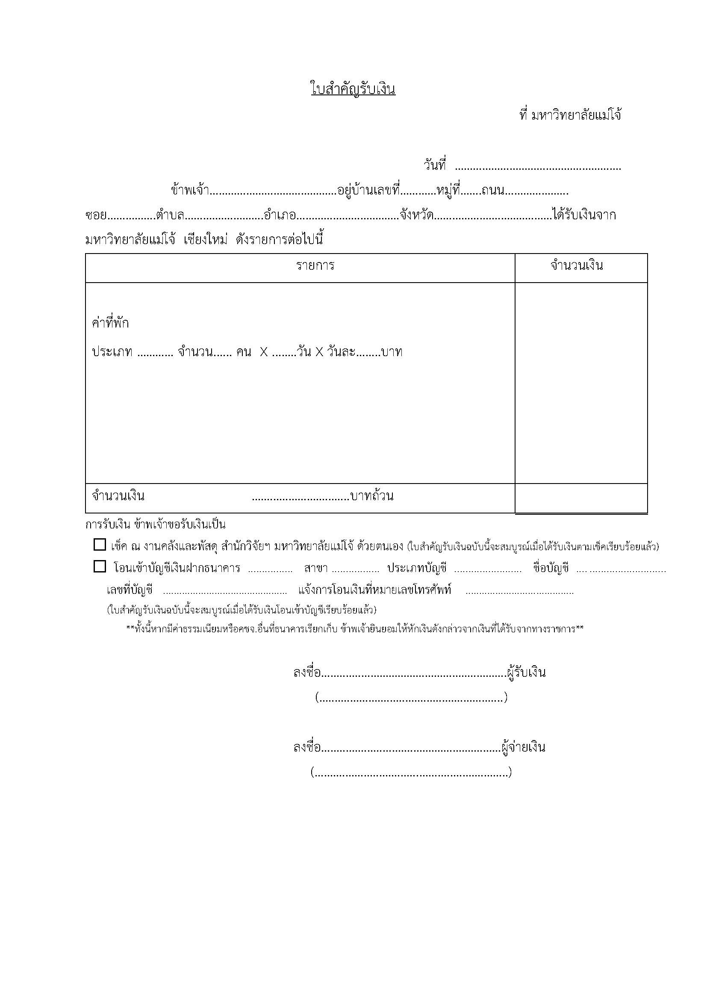 ใบสำคัญรับเงิน
ที่ มหาวิทยาลัยแม่โจ้
วันที่ .......................................................
ข้าพเจ้า..........................................อยู่บ้านเลขที่............หมู่ที่.......ถนน.....................
ซอย................ตำบล..........................อำเภอ..................................จังหวัด.......................................ได้รับเงินจาก
มหาวิทยาลัยแม่โจ้ เชียงใหม่ ดังรายการต่อไปนี้
รายการ จำนวนเงิน
ค่าที่พัก
ประเภท ............ จำนวน...... คน X ........วัน X วันละ........บาท
จำนวนเงิน ................................บาทถ้วน
การรับเงิน ข้าพเจ้าขอรับเงินเป็น
☐ เช็ค ณ งานคลังและพัสดุ สำนักวิจัยฯ มหาวิทยาลัยแม่โจ้ ด้วยตนเอง (ใบสำคัญรับเงินฉบับนี้จะสมบูรณ์เมื่อได้รับเงินตามเช็คเรียบร้อยแล้ว)
☐ โอนเข้าบัญชีเงินฝากธนาคาร ................ สาขา ................. ประเภทบัญชี ........................ ชื่อบัญชี .... ...........................
เลขที่บัญชี ............................................ แจ้งการโอนเงินที่หมายเลขโทรศัพท์ .......................................
(ใบสำคัญรับเงินฉบับนี้จะสมบูรณ์เมื่อได้รับเงินโอนเข้าบัญชีเรียบร้อยแล้ว)
**ทั้งนี้หากมีค่าธรรมเนียมหรือคชจ.อื่นที่ธนาคารเรียกเก็บ ข้าพเจ้ายินยอมให้หักเงินดังกล่าวจากเงินที่ได้รับจากทางราชการ**
ลงชื่อ.............................................................ผู้รับเงิน
(............................................................)
ลงชื่อ...........................................................ผู้จ่ายเงิน
(...............................................................)